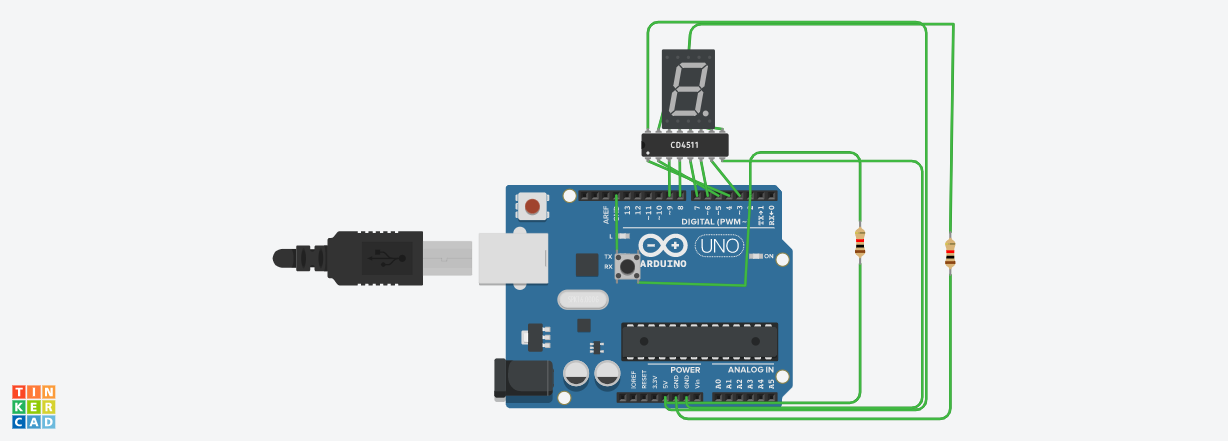 CD4511
AREF
GND
13
12
~11
~10
~9
8
7
~6
~5
4
~3
2
TX→1
RX←0
DIGITAL (PWM~
L
TX
RX
ARDUINO
UNO
ON
POWER
ANALOG IN
IOREF
RESET
3.3V
5V
GND
GND
Vin
A0
A1
A2
A3
A4
A5
TIN
KER
CAD